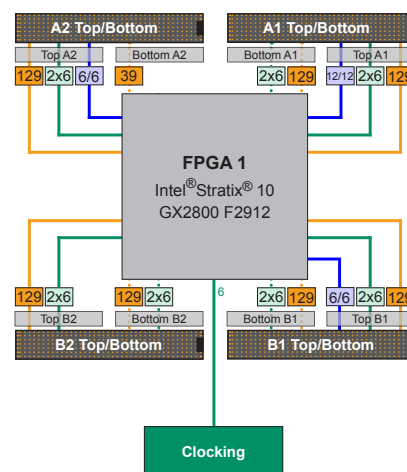 A2 Top/Bottom
A1 Top/Bottom
Top A2
Bottom A2
Bottom A1
Top A1
129 2x6 6/6 39
2x6 129 12/12 2x6 129
FPGA 1
Intel®Stratix® 10
GX2800 F2912
129 2x6 129 2x6
6
2x6 129 6/6 2x6 129
Top B2
Bottom B2
Bottom B1
Top B1
B2 Top/Bottom
B1 Top/Bottom
Clocking